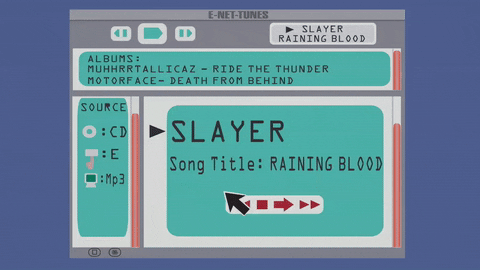 E-NET-TUNES
SLAYER
RAINING BLOOD
ALBUMS:
MUHHRRTALLICAZ - RIDE THE THUNDER
MOTORFACE - DEATH FROM BEHIND
SOURCE
:CD
:E
:Mp3
SLAYER
Song Title: RAINING BLOOD